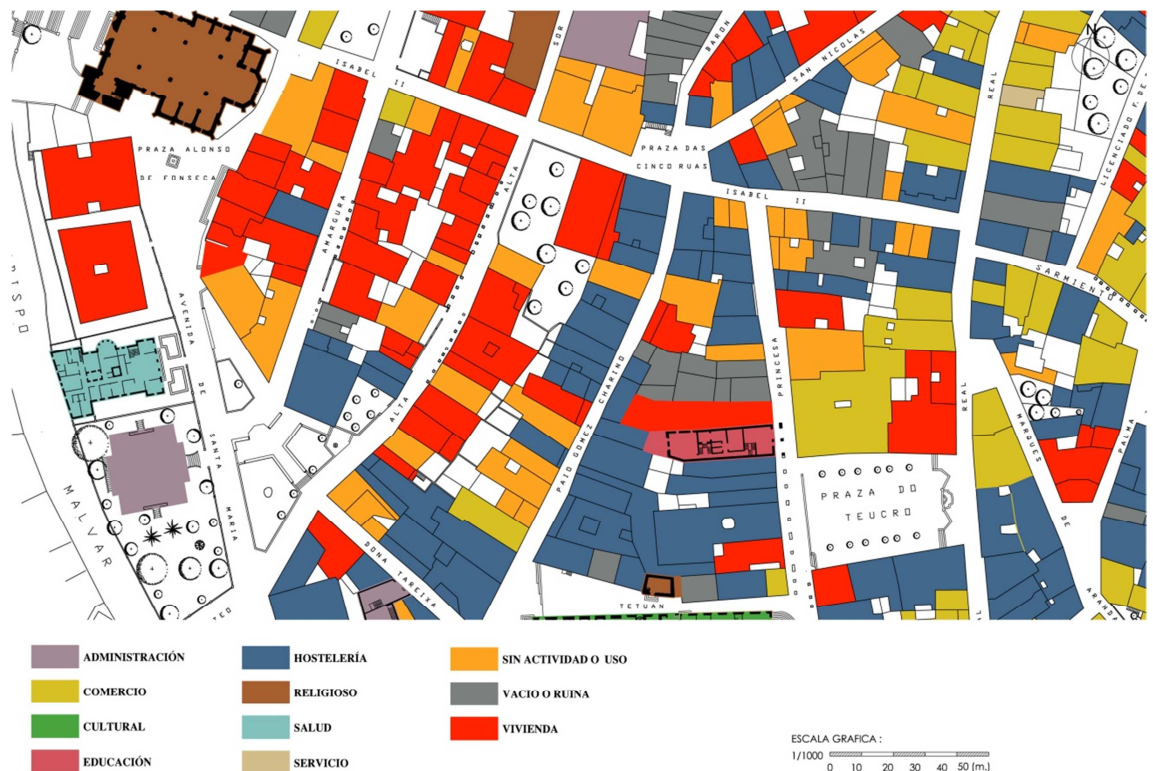 SOR
BARON
SAN NICOLAS
REAL
N
LICENCIADO F. DE
ISABEL II
PRAZA ALONSO
DE FONSECA
PRAZA DAS
CINCO RUAS
ISABEL II
AMARGURA
ALTA
SARMIENTO
AVENIDA
DE
SANTA
MARIA
ALTA
PAIO GOMEZ CHARINO
PRINCESA
REAL
MARQUES
DE
PALMA
MALVAR
PRAZA DO
TEUCRO
DONA TAREIXA
TETUAN
ADMINISTRACIÓN
COMERCIO
CULTURAL
EDUCACIÓN
HOSTELERÍA
RELIGIOSO
SALUD
SERVICIO
SIN ACTIVIDAD O USO
VACIO O RUINA
VIVIENDA
ESCALA GRAFICA :
1/1000
0 10 20 30 40 50 (m.)